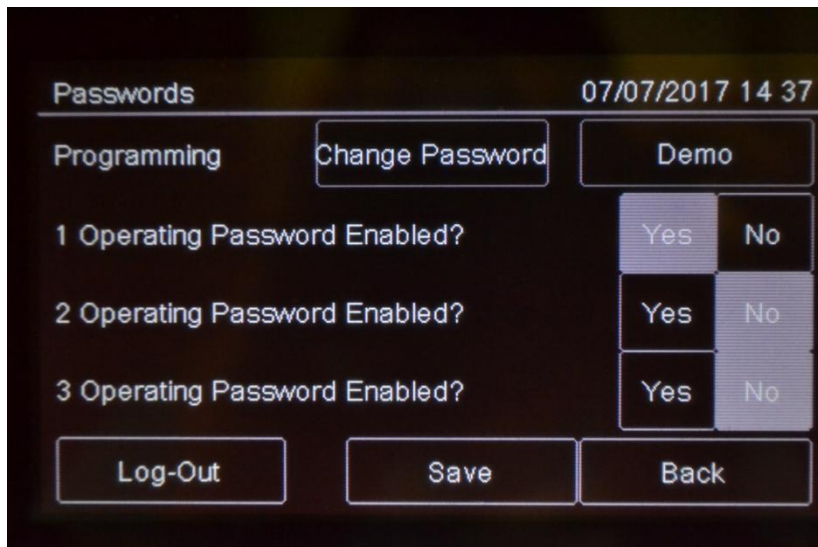 Passwords 07/07/2017 14 37
Programming Change Password Demo
1 Operating Password Enabled? Yes No
2 Operating Password Enabled? Yes No
3 Operating Password Enabled? Yes No
Log-Out Save Back